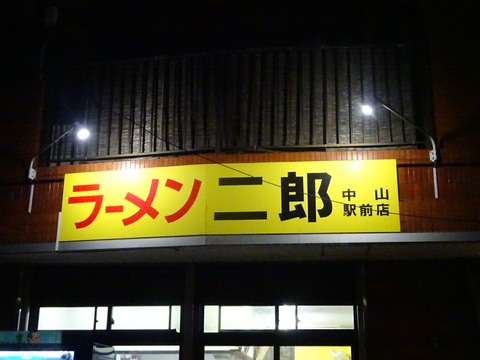 ラーメン 二郎 中山
駅前店